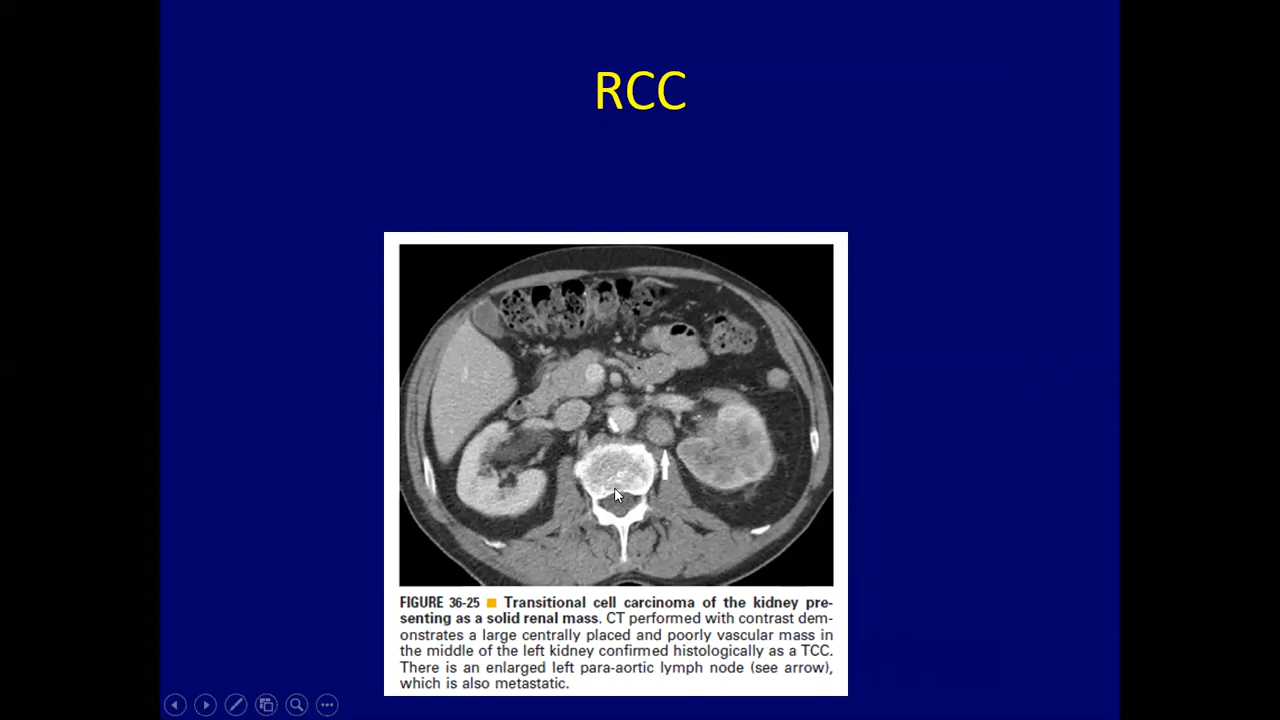 RCC
FIGURE 36-25 ■ Transitional cell carcinoma of the kidney pre-
senting as a solid renal mass. CT performed with contrast dem-
onstrates a large centrally placed and poorly vascular mass in
the middle of the left kidney confirmed histologically as a TCC.
There is an enlarged left para-aortic lymph node (see arrow),
which is also metastatic.